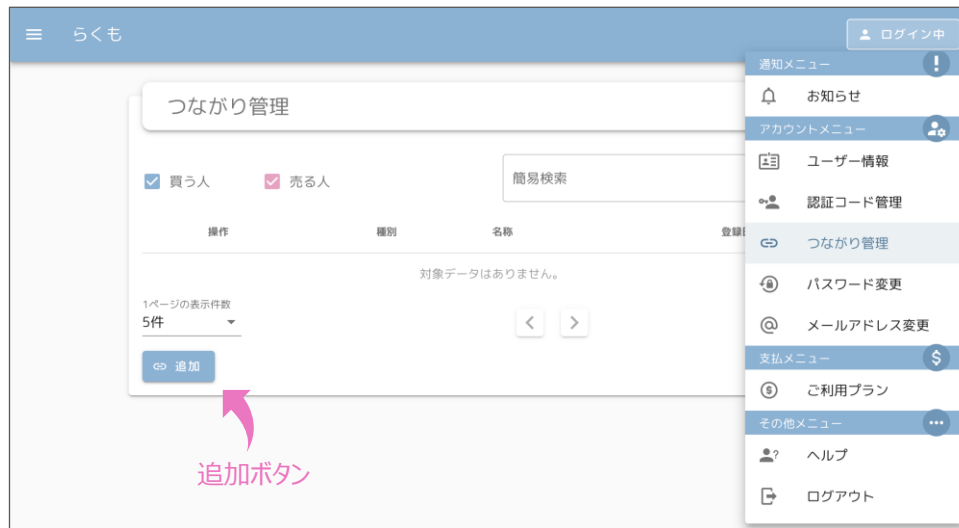 らくも
ログイン中
つながり管理
買う人
売る人
簡易検索
操作 種別 名称 登録
対象データはありません。
1ページの表示件数
5件
追加
追加ボタン
通知メニュー
お知らせ
アカウントメニュー
ユーザー情報
認証コード管理
つながり管理
パスワード変更
メールアドレス変更
支払メニュー
ご利用プラン
その他メニュー
ヘルプ
ログアウト